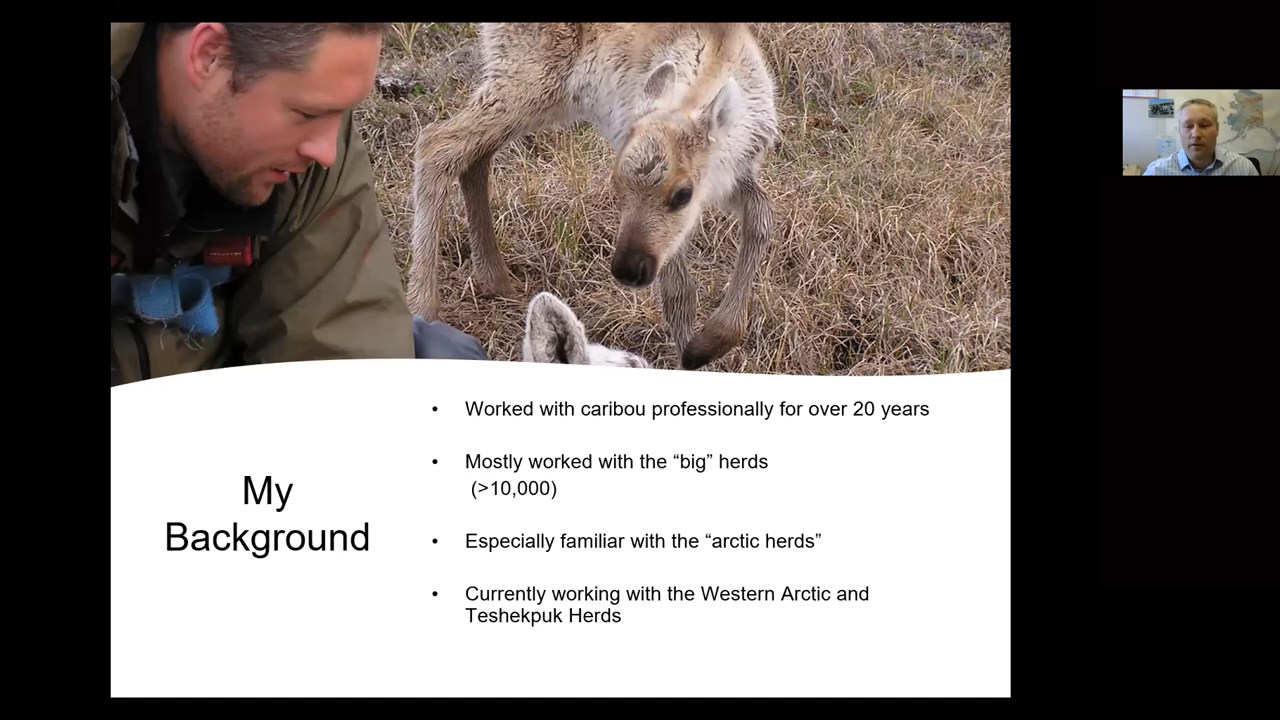 My
Background
• Worked with caribou professionally for over 20 years
• Mostly worked with the “big” herds
(>10,000)
• Especially familiar with the “arctic herds”
• Currently working with the Western Arctic and
Teshekpuk Herds